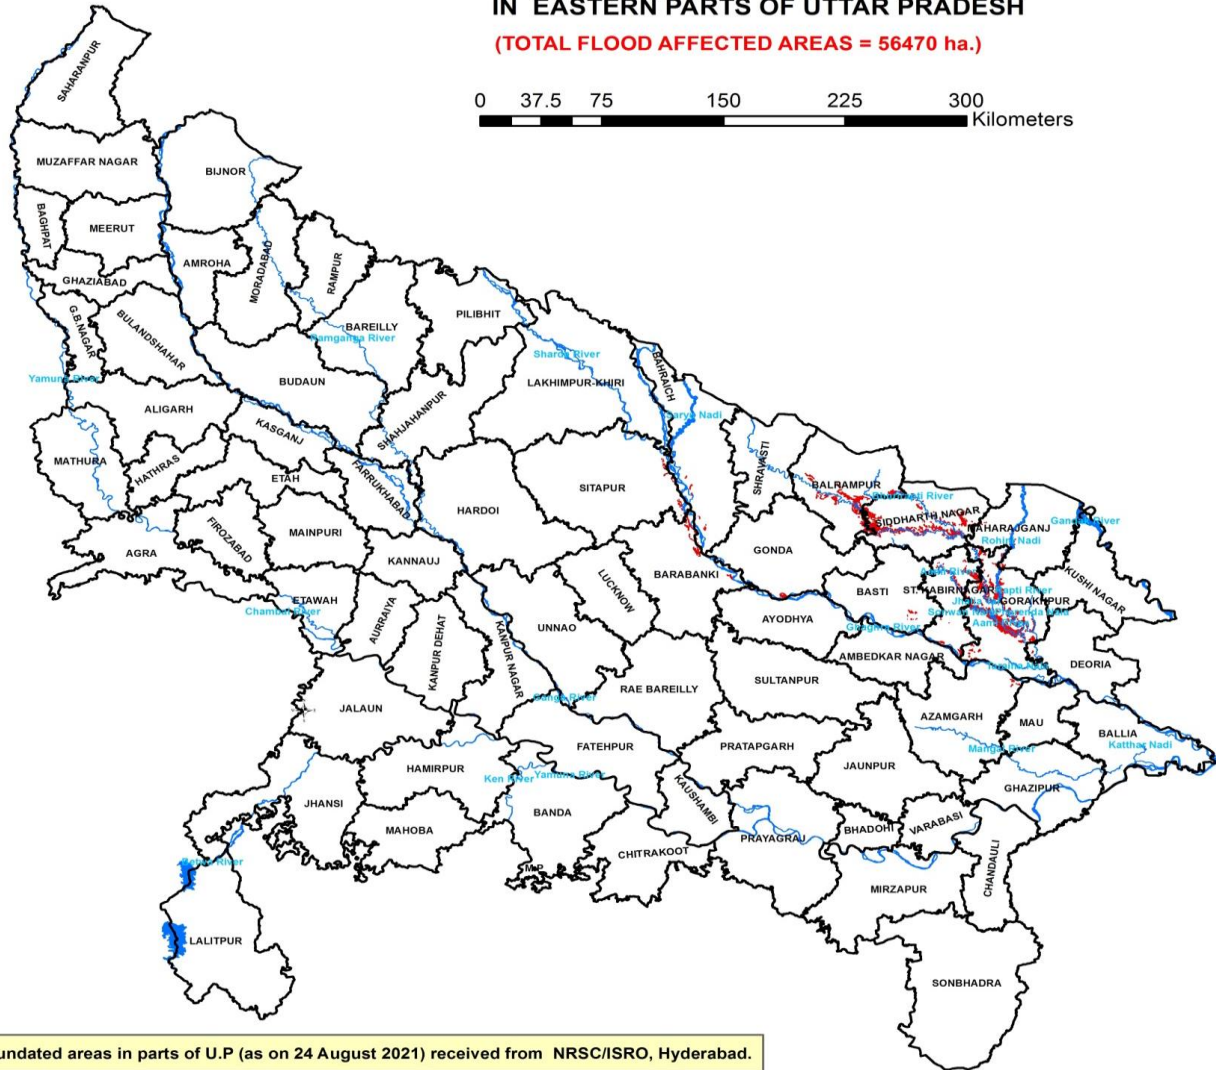 IN EASTERN PARTS OF UTTAR PRADESH
(TOTAL FLOOD AFFECTED AREAS = 56470 ha.)
0 37.5 75 150 225 300
Kilometers
SAHARANPUR
MUZAFFAR NAGAR
BIJNOR
BAGHPAT
MEERUT
AMROHA
MORADABAD
RAMPUR
GHAZIABAD
G.B.NAGAR
BULANDSHAHAR
BAREILLY
Ramganga River
PILIBHIT
Sharda River
Yamuna River
BUDAUN
LAKHIMPUR-KHIRI
BAHRAICH
Saryu Nadi
ALIGARH
KASGANJ
SHAHJAHANPUR
MATHURA
HATHRAS
ETAH
FARRUKHABAD
SITAPUR
SHRAVASTI
BALRAMPUR
HARDOI
SIDDHARTH NAGAR
MAHARAJGANJ
Rohin Nadi
Gandak River
AGRA
FIROZABAD
MAINPURI
KANNAUJ
GONDA
BARABANKI
LUCKNOW
BASTI
ST. KABIRNAGAR
Rapti River
GORAKHPUR
KUSHI NAGAR
ETAWAH
Chambal River
AURRAIYA
KANPUR DEHAT
KANPUR NAGAR
UNNAO
AYODHYA
Ghaghra River
AMBEDKAR NAGAR
DEORIA
RAE BAREILLY
SULTANPUR
Ganga River
JALAUN
AZAMGARH
MAU
BALLIA
Katthar Nadi
FATEHPUR
PRATAPGARH
Mangai River
JAUNPUR
HAMIRPUR
Ken River
Yamuna River
GHAZIPUR
JHANSI
BANDA
KAUSHAMBI
MAHOBA
PRAYAGRAJ
BHADOHI
VARABASI
CHITRAKOOT
Betwa River
M.P.
CHANDAULI
MIRZAPUR
LALITPUR
SONBHADRA
undated areas in parts of U.P (as on 24 August 2021) received from NRSC/ISRO, Hyderabad.